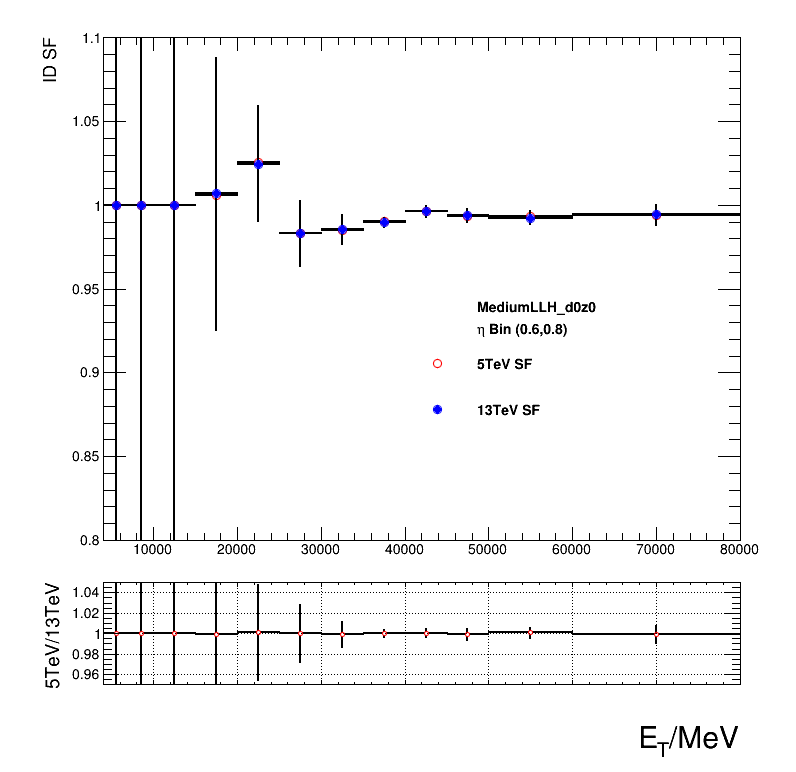 ID SF
1.1
1.05
1
0.95
0.9
0.85
0.8
MediumLLH_d0z0
η Bin (0.6,0.8)
5TeV SF
13TeV SF
10000 20000 30000 40000 50000 60000 70000 80000
5TeV/13TeV
1.04
1.02
1
0.98
0.96
E_T/MeV